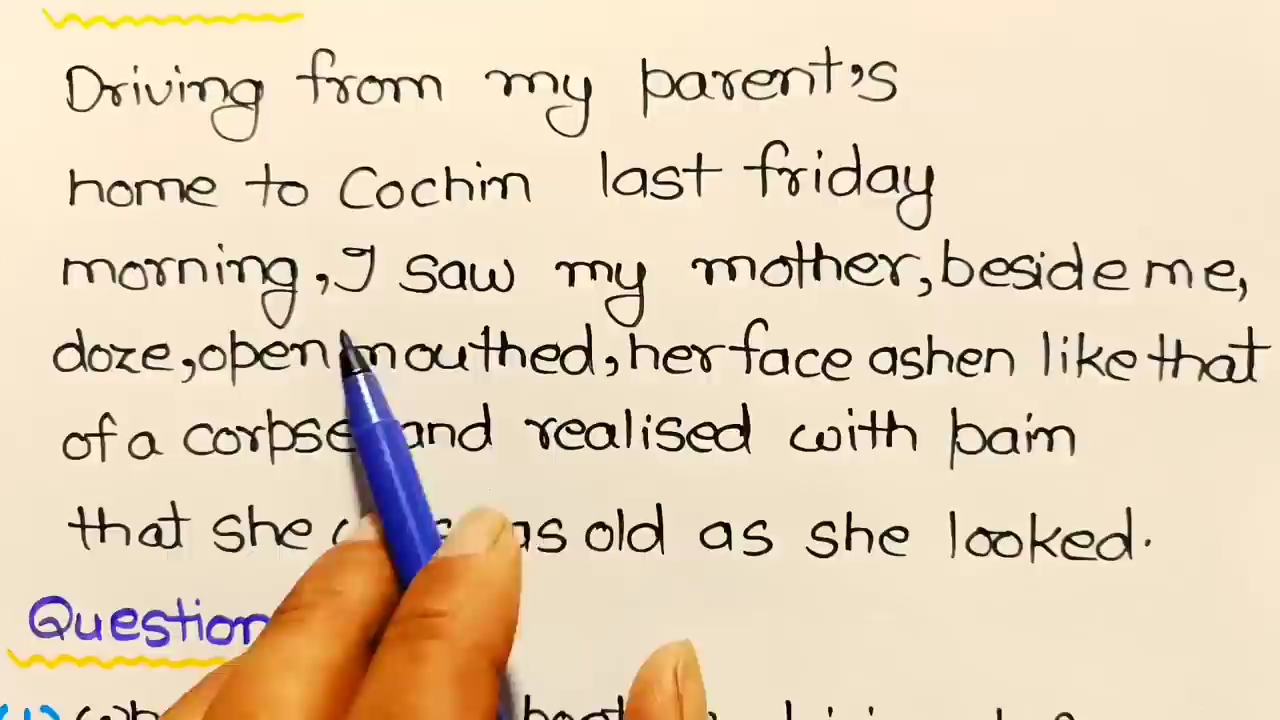 Driving from my parent's
home to Cochin last friday
morning, I saw my mother, beside me,
doze, open mouthed, her face ashen like that
of a corpse and realised with pain
that she as old as she looked.
Question